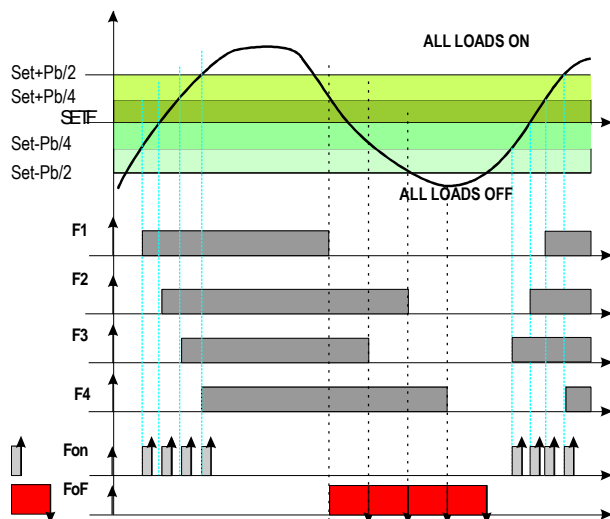 ALL LOADS ON
Set+Pb/2
Set+Pb/4
SETF
Set-Pb/4
Set-Pb/2
ALL LOADS OFF
F1
F2
F3
F4
Fon
FoF